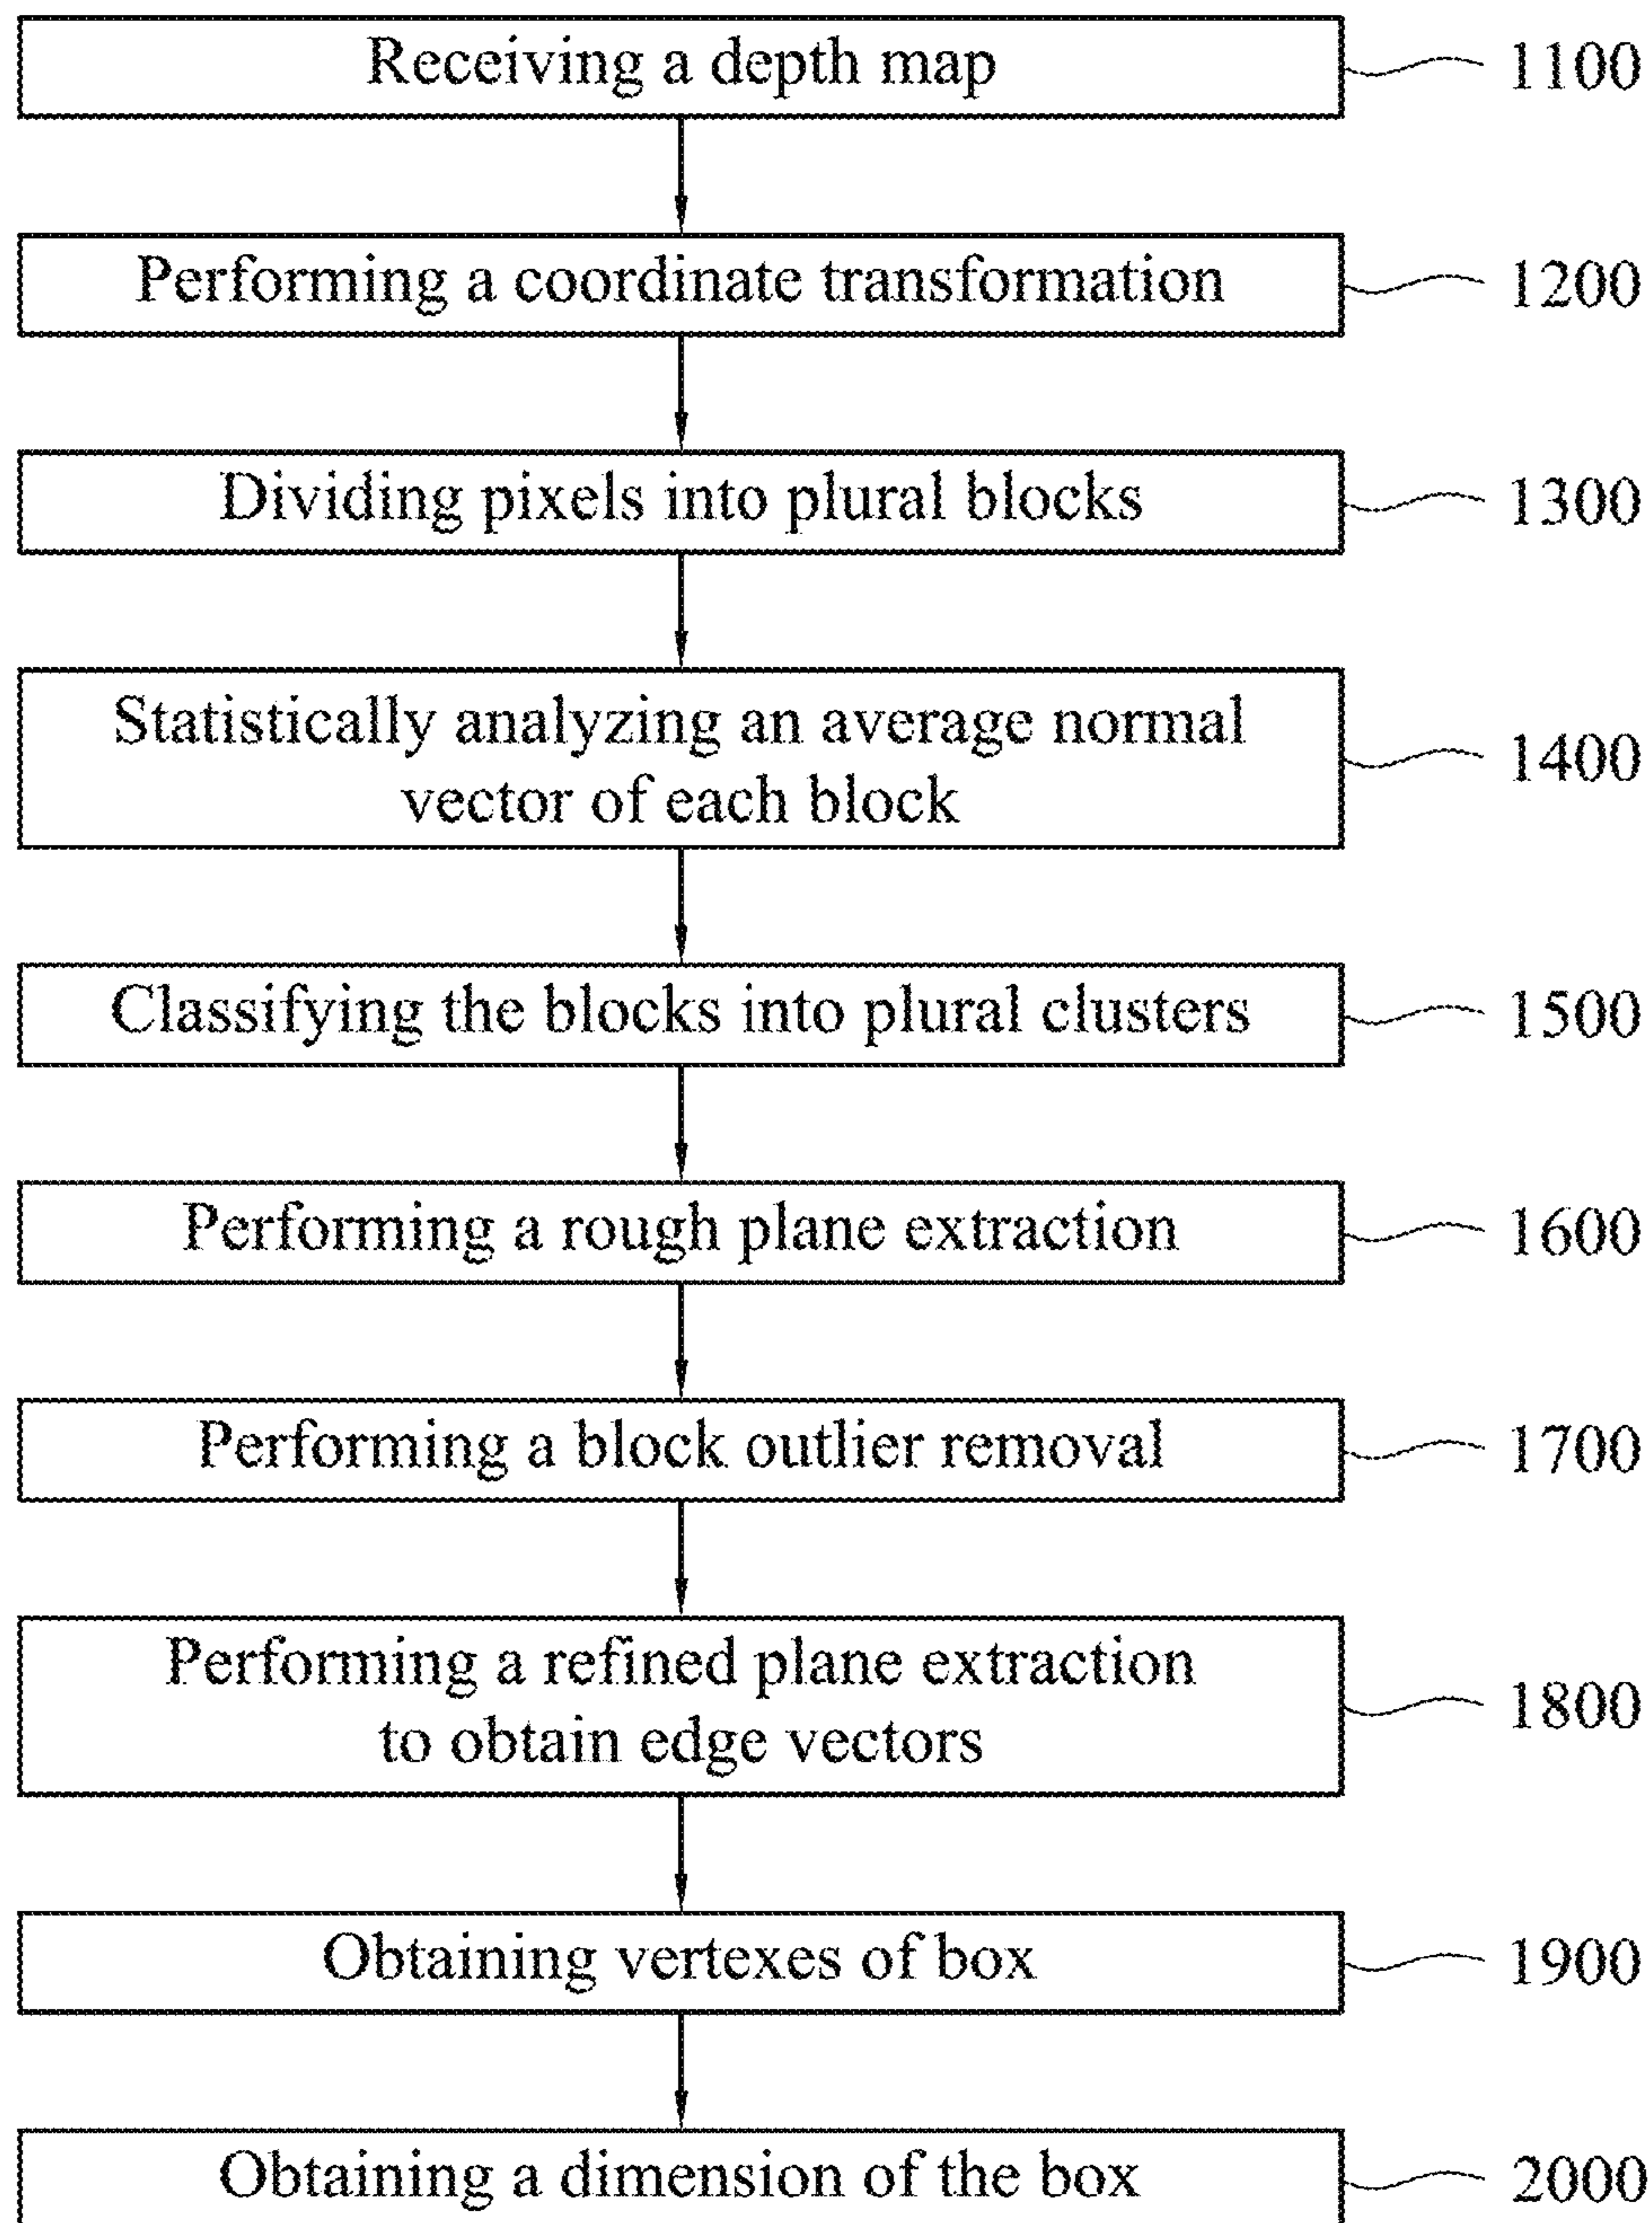 Receiving a depth map 1100
Performing a coordinate transformation 1200
Dividing pixels into plural blocks 1300
Statistically analyzing an average normal
vector of each block 1400
Classifying the blocks into plural clusters 1500
Performing a rough plane extraction 1600
Performing a block outlier removal 1700
Performing a refined plane extraction
to obtain edge vectors 1800
Obtaining vertexes of box 1900
Obtaining a dimension of the box 2000